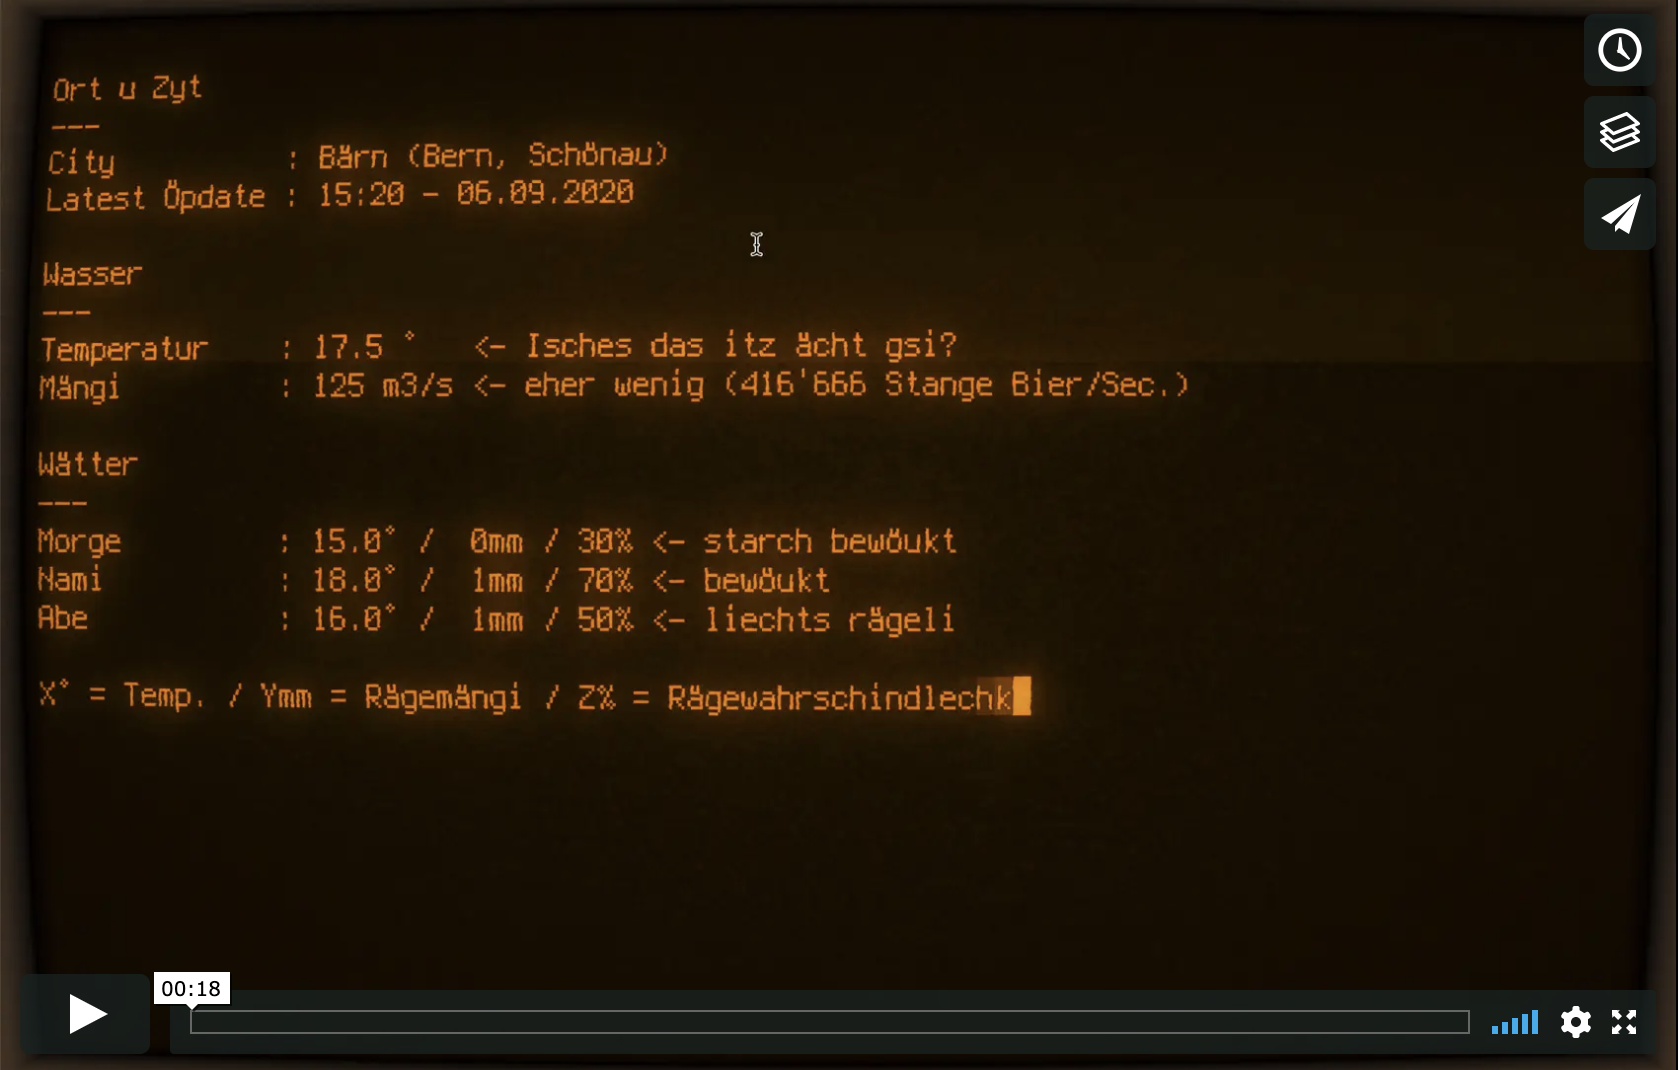 Ort u Zyt
---
City : Bärn (Bern, Schönau)
Latest Öpdate : 15:20 - 06.09.2020
Wasser
---
Temperatur : 17.5 ° <- Isches das itz ächt gsi?
Mängi : 125 m3/s <- eher wenig (416'666 Stange Bier/Sec.)
Wätter
---
Morge : 15.0° / 0mm / 30% <- starch bewöukt
Nami : 18.0° / 1mm / 70% <- bewöukt
Abe : 16.0° / 1mm / 50% <- liechts rägeli
X° = Temp. / Ymm = Rägemängi / Z% = Rägewahrschindlechk
00:18